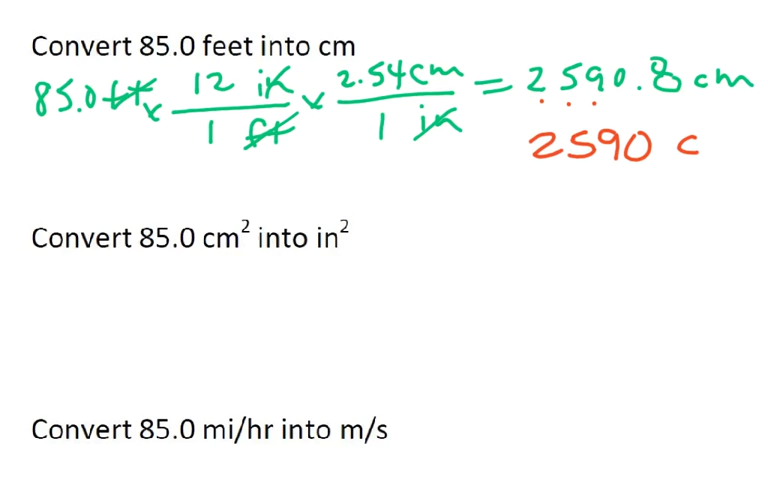 Convert 85.0 feet into cm
85.0 ft x 12 in / 1 ft x 2.54 cm / 1 in = 2590.8 cm
2590 c
Convert 85.0 cm² into in²
Convert 85.0 mi/hr into m/s